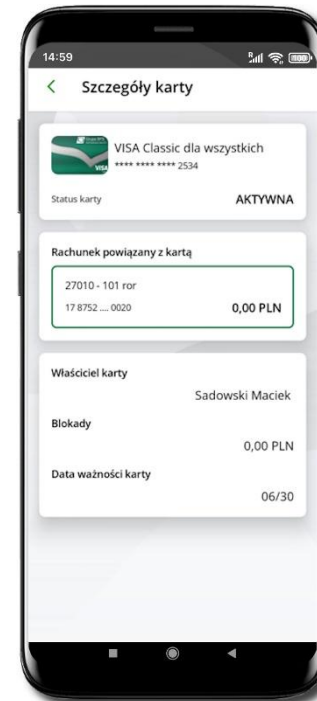 14:59
Szczegóły karty
VISA Classic dla wszystkich
**** **** **** 2534
VISA
Status karty
AKTYWNA
Rachunek powiązany z kartą
27010 - 101 ror
17 8752 .... 0020
0,00 PLN
Właściciel karty
Sadowski Maciek
Blokady
0,00 PLN
Data ważności karty
06/30